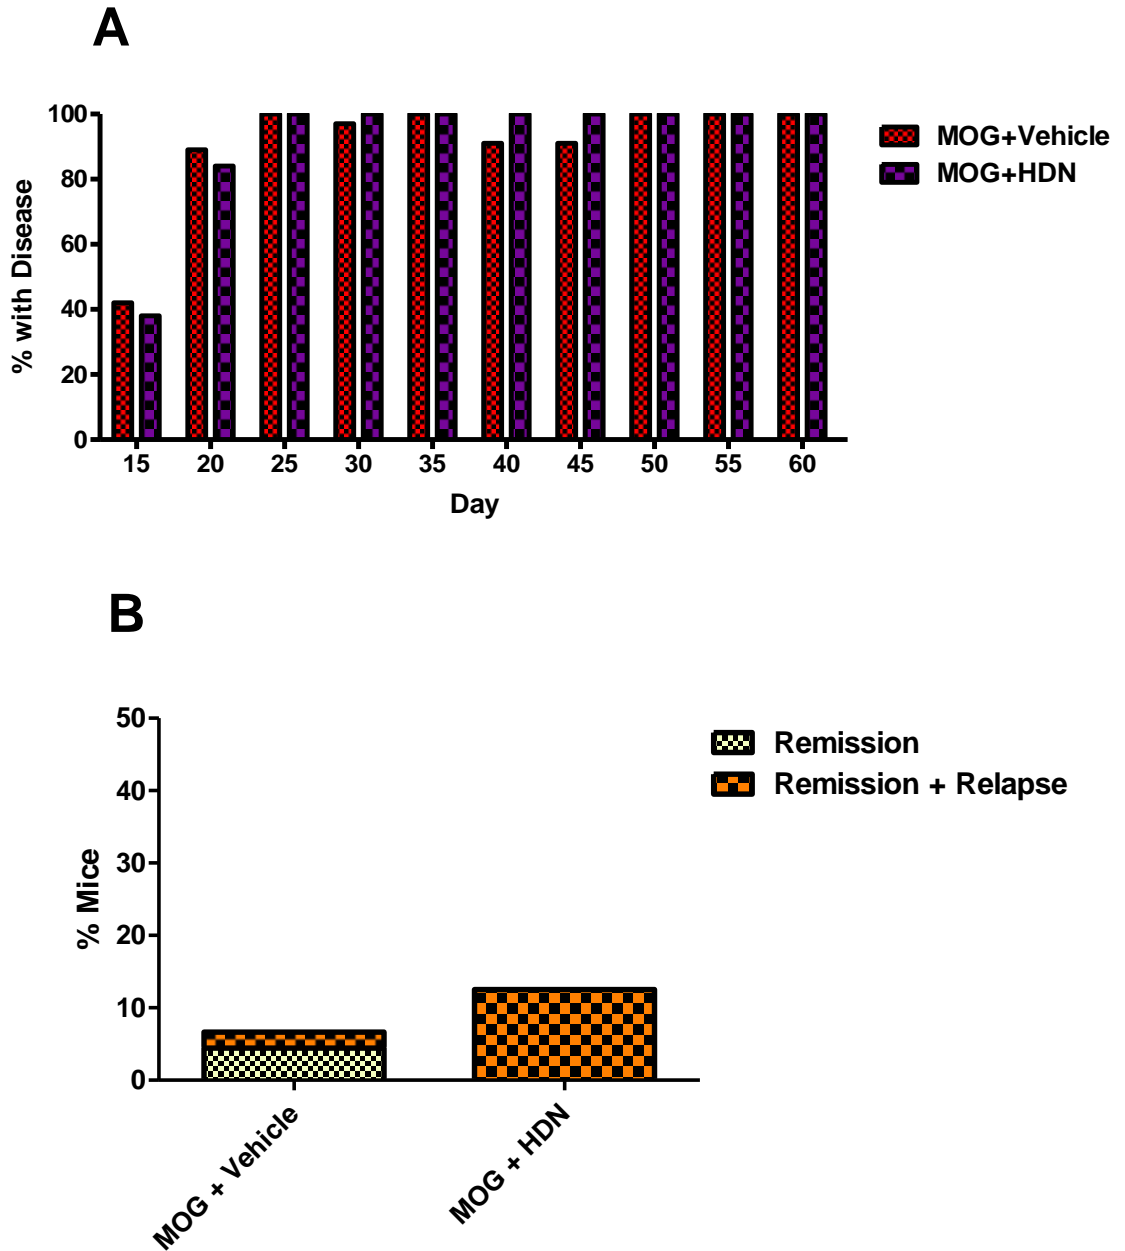 A
100
80
60
40
20
0
% with Disease
15 20 25 30 35 40 45 50 55 60
Day
MOG+Vehicle
MOG+HDN
B
50
40
30
20
10
0
% Mice
MOG + Vehicle
MOG + HDN
Remission
Remission + Relapse